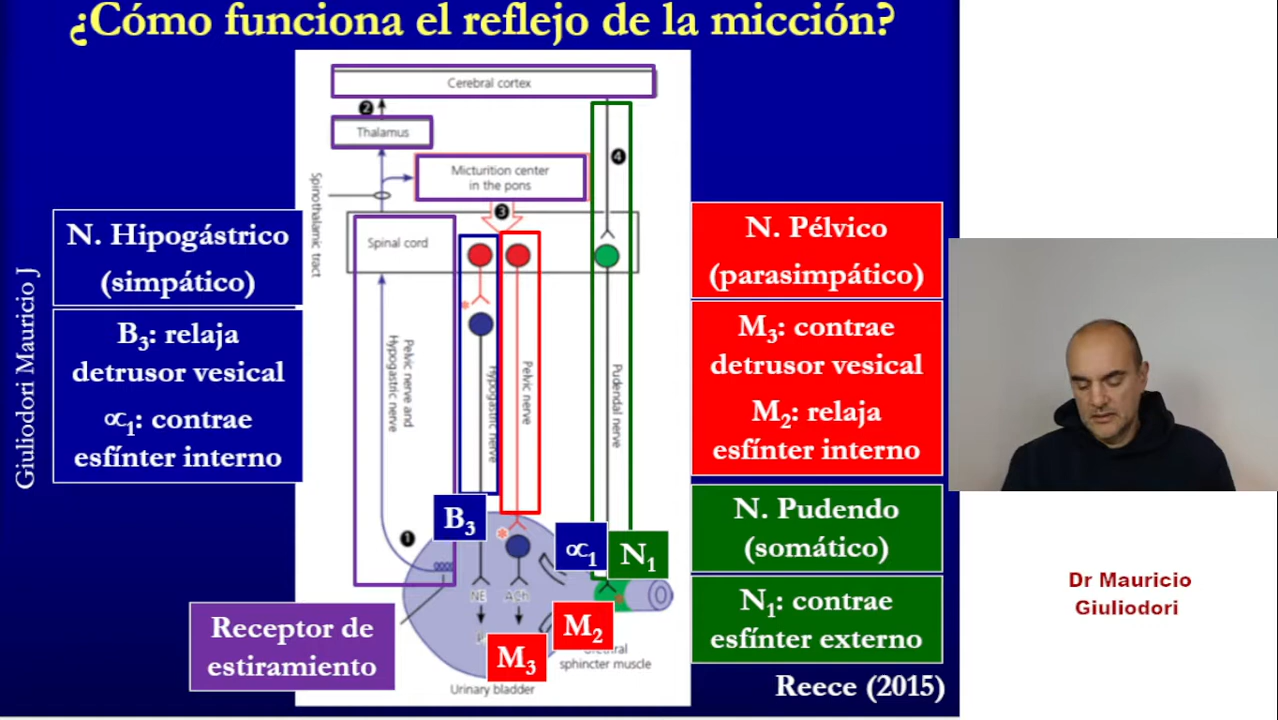 ¿Cómo funciona el reflejo de la micción?
Cerebral cortex
2
Thalamus
4
Micturition center
in the pons
3
Spinothalamic tract
Spinal cord
N. Hipogástrico
(simpático)
B3: relaja
detrusor vesical
∝1: contrae
esfínter interno
Giuliodori Mauricio J
Pelvic nerve and
Hypogastric nerve
Hypogastric nerve
Pelvic nerve
Pudendal nerve
N. Pélvico
(parasimpático)
M3: contrae
detrusor vesical
M2: relaja
esfínter interno
N. Pudendo
(somático)
N1: contrae
esfínter externo
B3
*
*
∝1
N1
1
NE
ACh
M2
M3
Receptor de
estiramiento
sphincter muscle
Urinary bladder
Reece (2015)
Dr Mauricio
Giuliodori